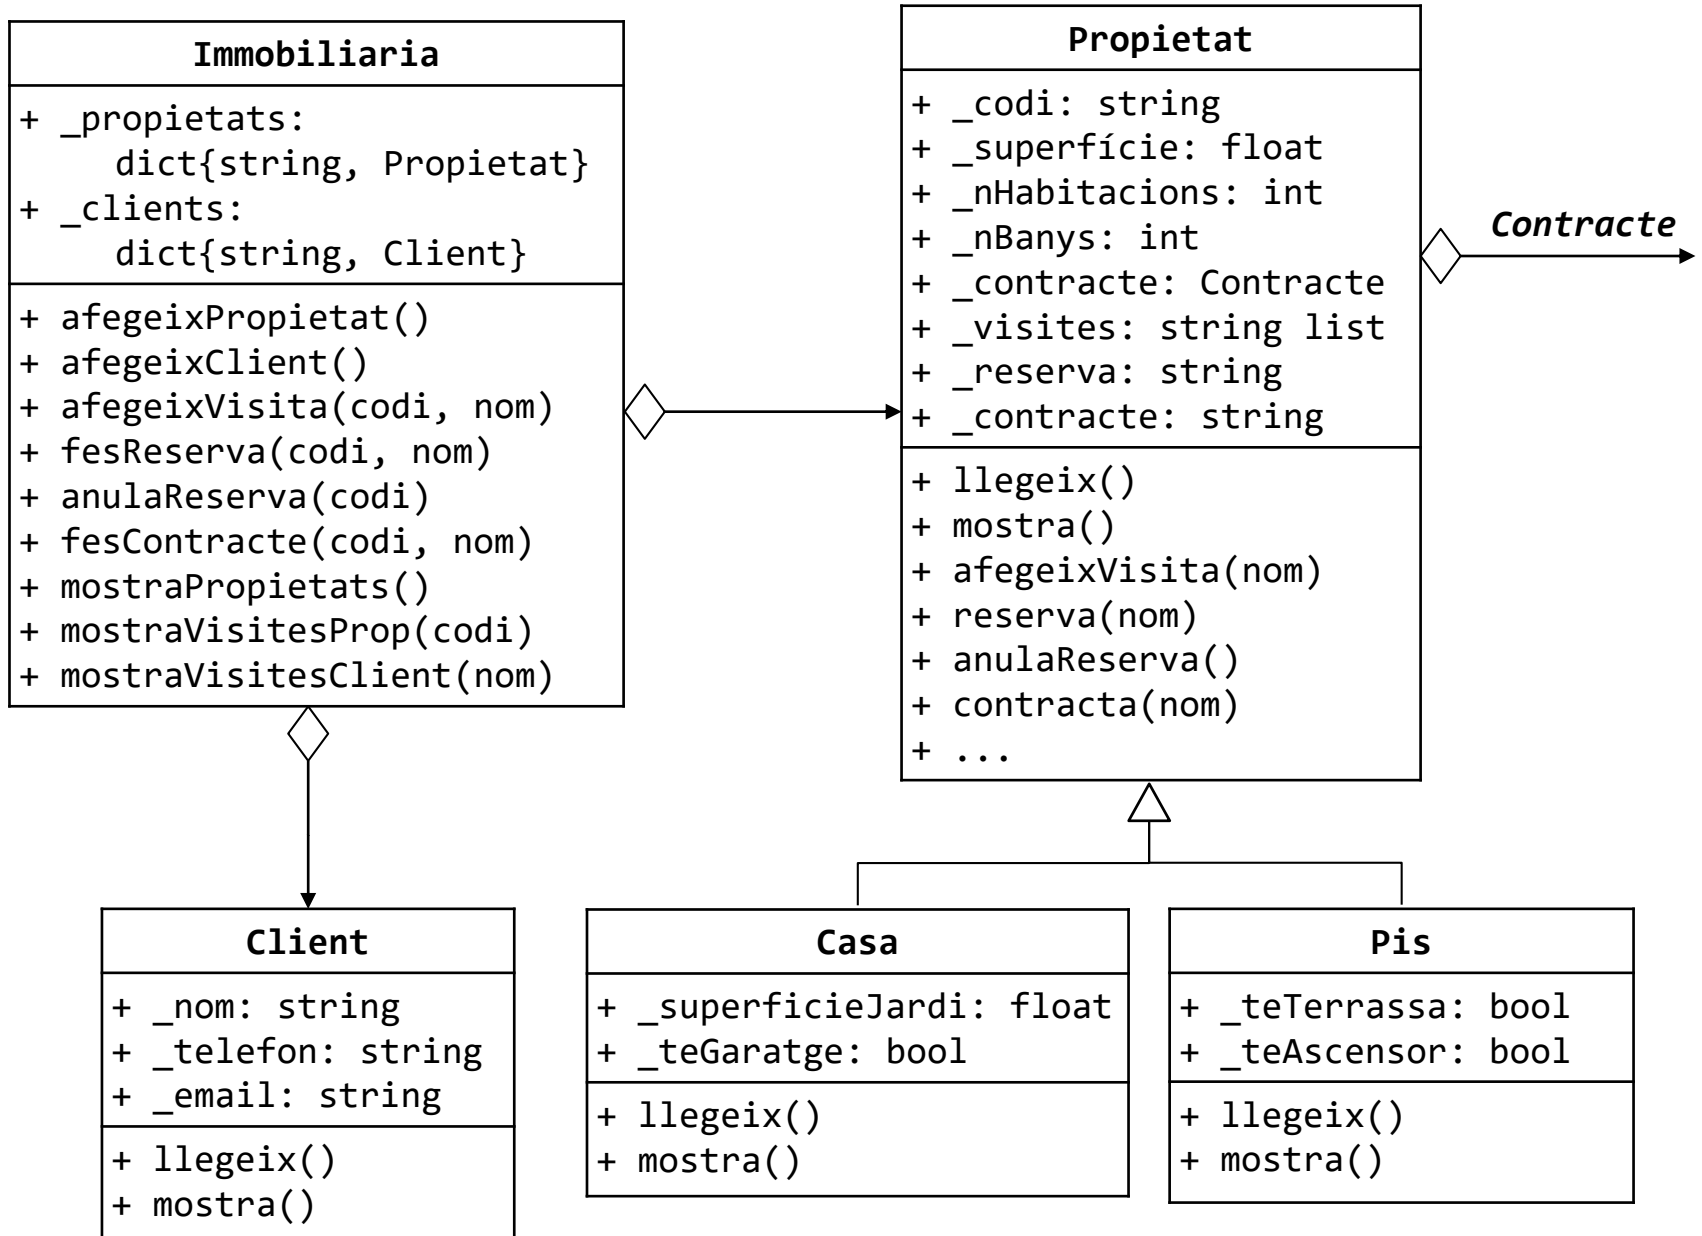 Immobiliaria
+ _propietats:
dict{string, Propietat}
+ _clients:
dict{string, Client}
+ afegeixPropietat()
+ afegeixClient()
+ afegeixVisita(codi, nom)
+ fesReserva(codi, nom)
+ anulaReserva(codi)
+ fesContracte(codi, nom)
+ mostraPropietats()
+ mostraVisitesProp(codi)
+ mostraVisitesClient(nom)
Propietat
+ _codi: string
+ _superfície: float
+ _nHabitacions: int
+ _nBanys: int
+ _contracte: Contracte
+ _visites: string list
+ _reserva: string
+ _contracte: string
+ llegeix()
+ mostra()
+ afegeixVisita(nom)
+ reserva(nom)
+ anulaReserva()
+ contracta(nom)
+ ...
Contracte
Client
+ _nom: string
+ _telefon: string
+ _email: string
+ llegeix()
+ mostra()
Casa
+ _superficieJardi: float
+ _teGaratge: bool
+ llegeix()
+ mostra()
Pis
+ _teTerrassa: bool
+ _teAscensor: bool
+ llegeix()
+ mostra()